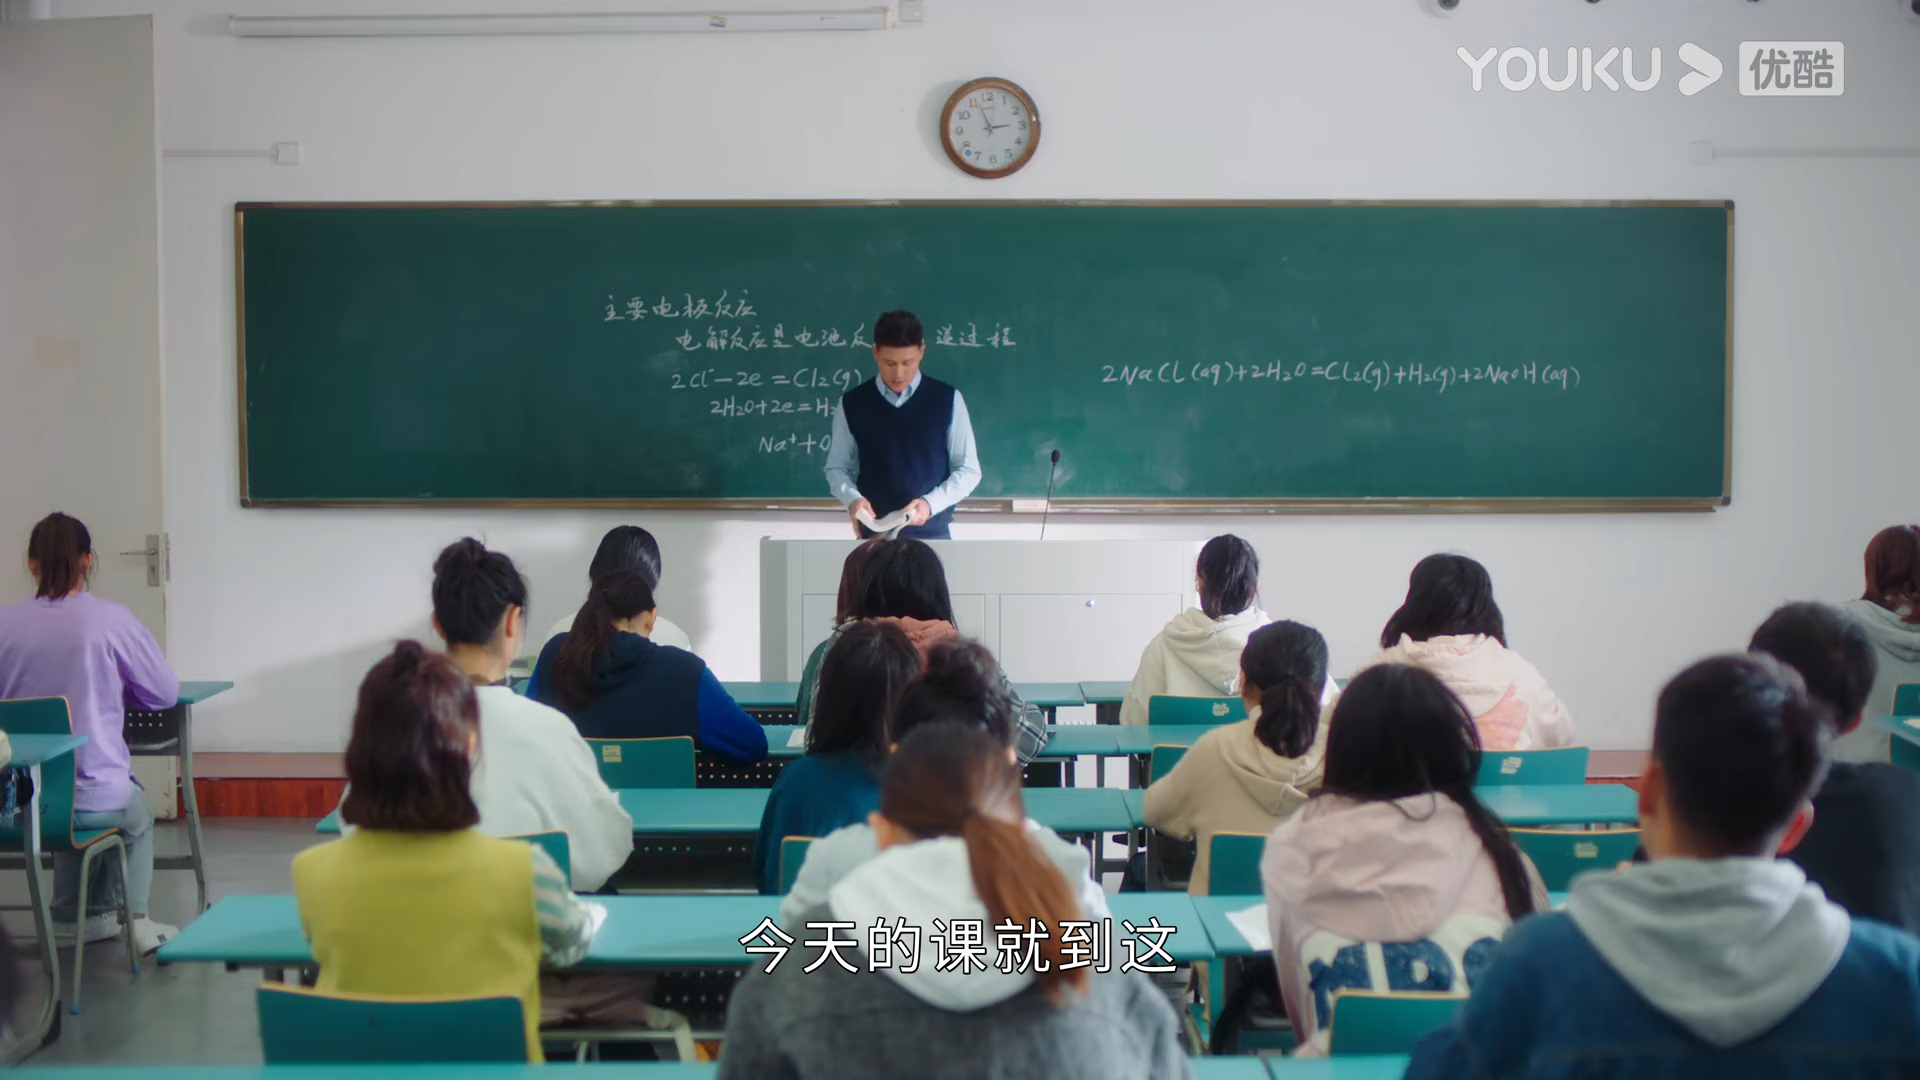 YOUKU 优酷
主要电极反应
电解反应是电池反 逆过程
2Cl⁻-2e=Cl₂(g)
2H₂O+2e=H₂
Na⁺+O
2NaCl(aq)+2H₂O=Cl₂(g)+H₂(g)+2NaOH(aq)
今天的课就到这